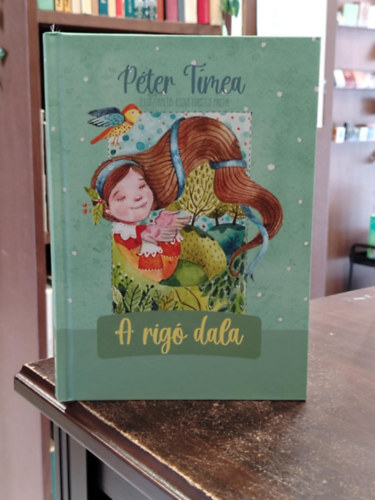 Péter Tímea
A rigó dala